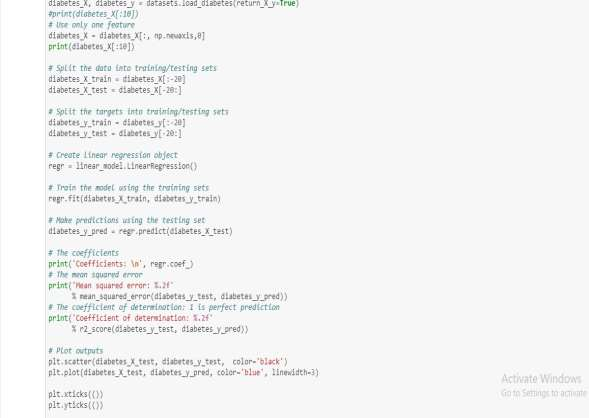 diabetes_X, diabetes_y = datasets.load_diabetes(return_X_y=True)
#print(diabetes_X[:10])
# Use only one feature
diabetes_X = diabetes_X[:, np.newaxis,0]
print(diabetes_X[:10])
# Split the data into training/testing sets
diabetes_X_train = diabetes_X[:-20]
diabetes_X_test = diabetes_X[-20:]
# Split the targets into training/testing sets
diabetes_y_train = diabetes_y[:-20]
diabetes_y_test = diabetes_y[-20:]
# Create linear regression object
regr = linear_model.LinearRegression()
# Train the model using the training sets
regr.fit(diabetes_X_train, diabetes_y_train)
# Make predictions using the testing set
diabetes_y_pred = regr.predict(diabetes_X_test)
# The coefficients
print('Coefficients: \n', regr.coef_)
# The mean squared error
print('Mean squared error: %.2f'
% mean_squared_error(diabetes_y_test, diabetes_y_pred))
# The coefficient of determination: 1 is perfect prediction
print('Coefficient of determination: %.2f'
% r2_score(diabetes_y_test, diabetes_y_pred))
# Plot outputs
plt.scatter(diabetes_X_test, diabetes_y_test,  color='black')
plt.plot(diabetes_X_test, diabetes_y_pred, color='blue', linewidth=3)
plt.xticks(())
plt.yticks(())
Activate Windows
Go to Settings to activate